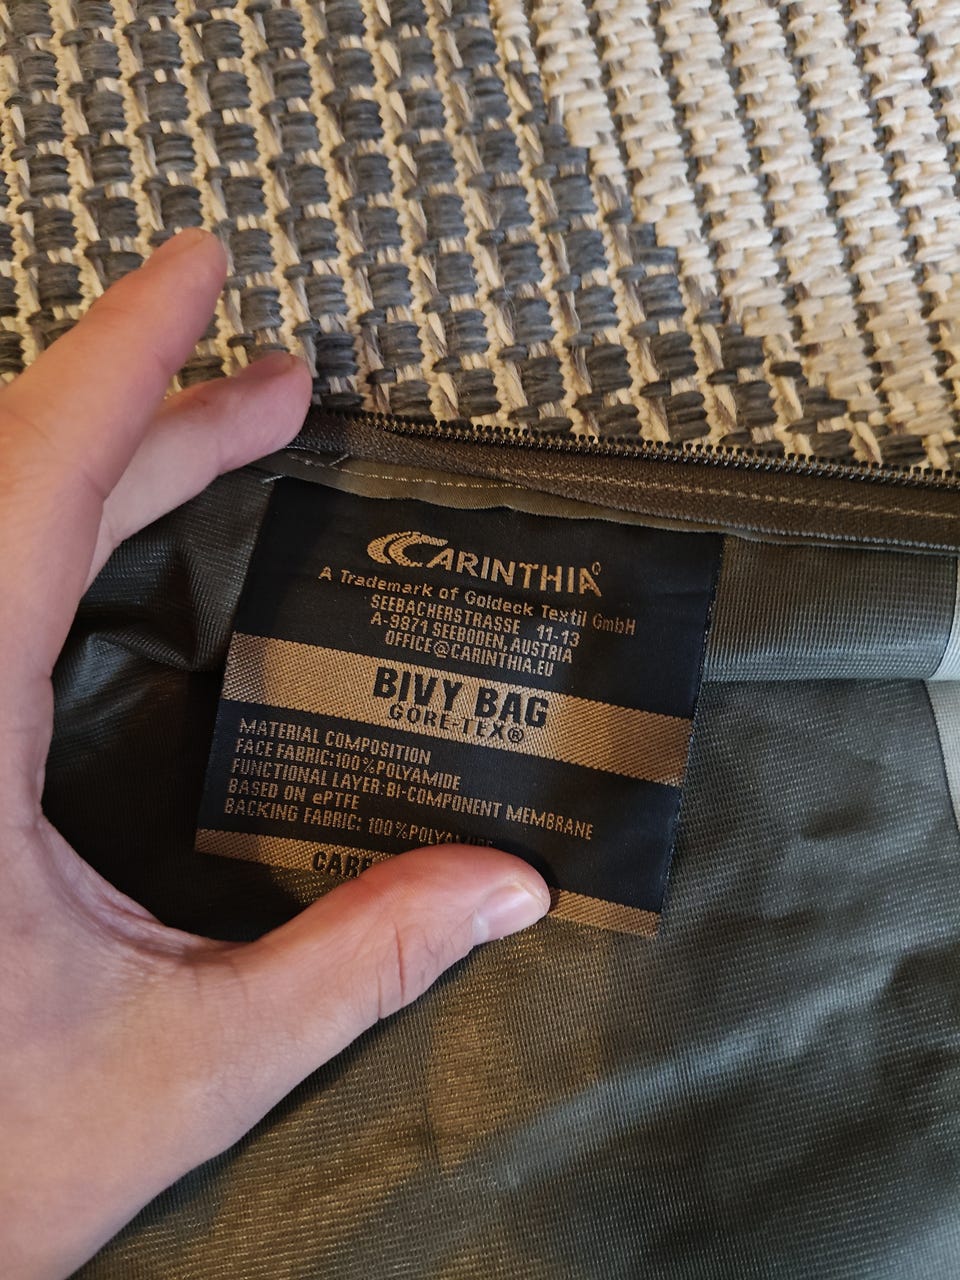 CARINTHIA©
A Trademark of Goldeck Textil GmbH
SEEBACHERSTRASSE 11-13
A-9871 SEEBODEN, AUSTRIA
OFFICE@CARINTHIA.EU
BIVY BAG
GORE-TEX®
MATERIAL COMPOSITION
FACE FABRIC:100%POLYAMIDE
FUNCTIONAL LAYER:BI-COMPONENT MEMBRANE
BASED ON ePTFE
BACKING FABRIC: 100%POLYAMIDE